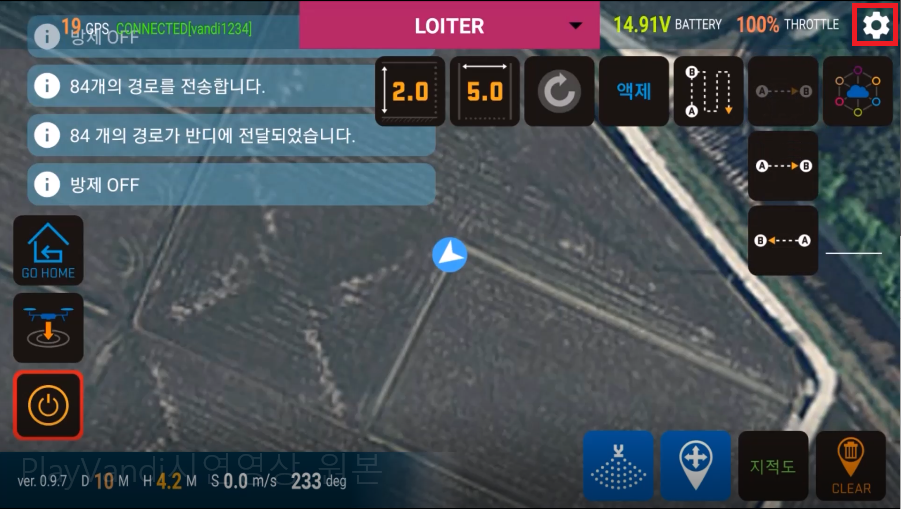 19 GPS CONNECTED[vandi1234]
LOITER
14.91V BATTERY 100% THROTTLE
방제 OFF
84개의 경로를 전송합니다.
84 개의 경로가 반디에 전달되었습니다.
방제 OFF
2.0
5.0
액제
B
A
A B
A B
B A
GO HOME
PlayVandi시연영상_원본
ver. 0.9.7 D 10 M H 4.2 M S 0.0 m/s 233 deg
지적도
CLEAR